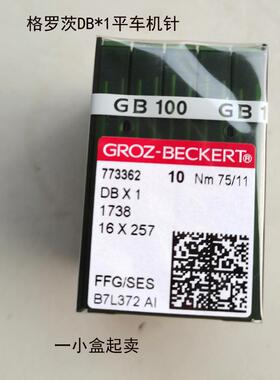 格罗茨DB*1平车机针
GB 100 GB 1
GROZ-BECKERT®
773362 10 Nm 75/11
DB X 1
1738
16 X 257
FFG/SES
B7L372 AI
一小盒起卖